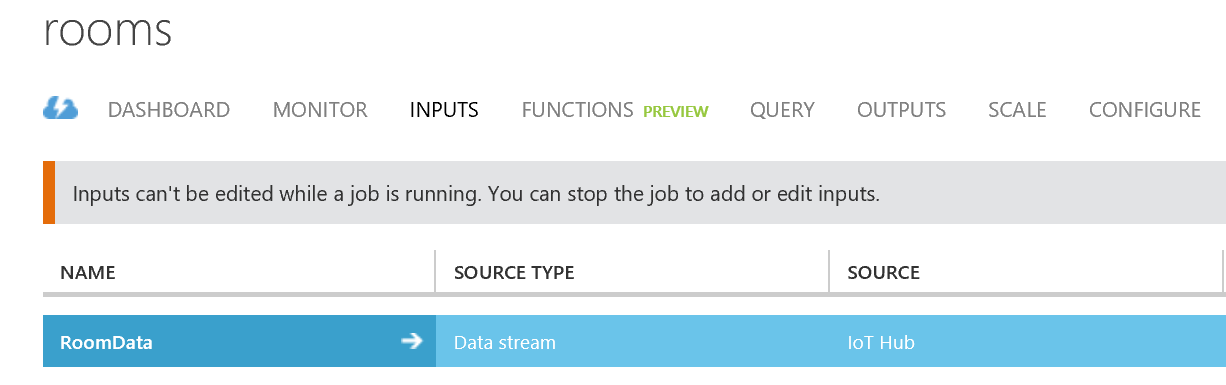 rooms
DASHBOARD MONITOR INPUTS FUNCTIONS PREVIEW QUERY OUTPUTS SCALE CONFIGURE
Inputs can't be edited while a job is running. You can stop the job to add or edit inputs.
NAME SOURCE TYPE SOURCE
RoomData Data stream IoT Hub